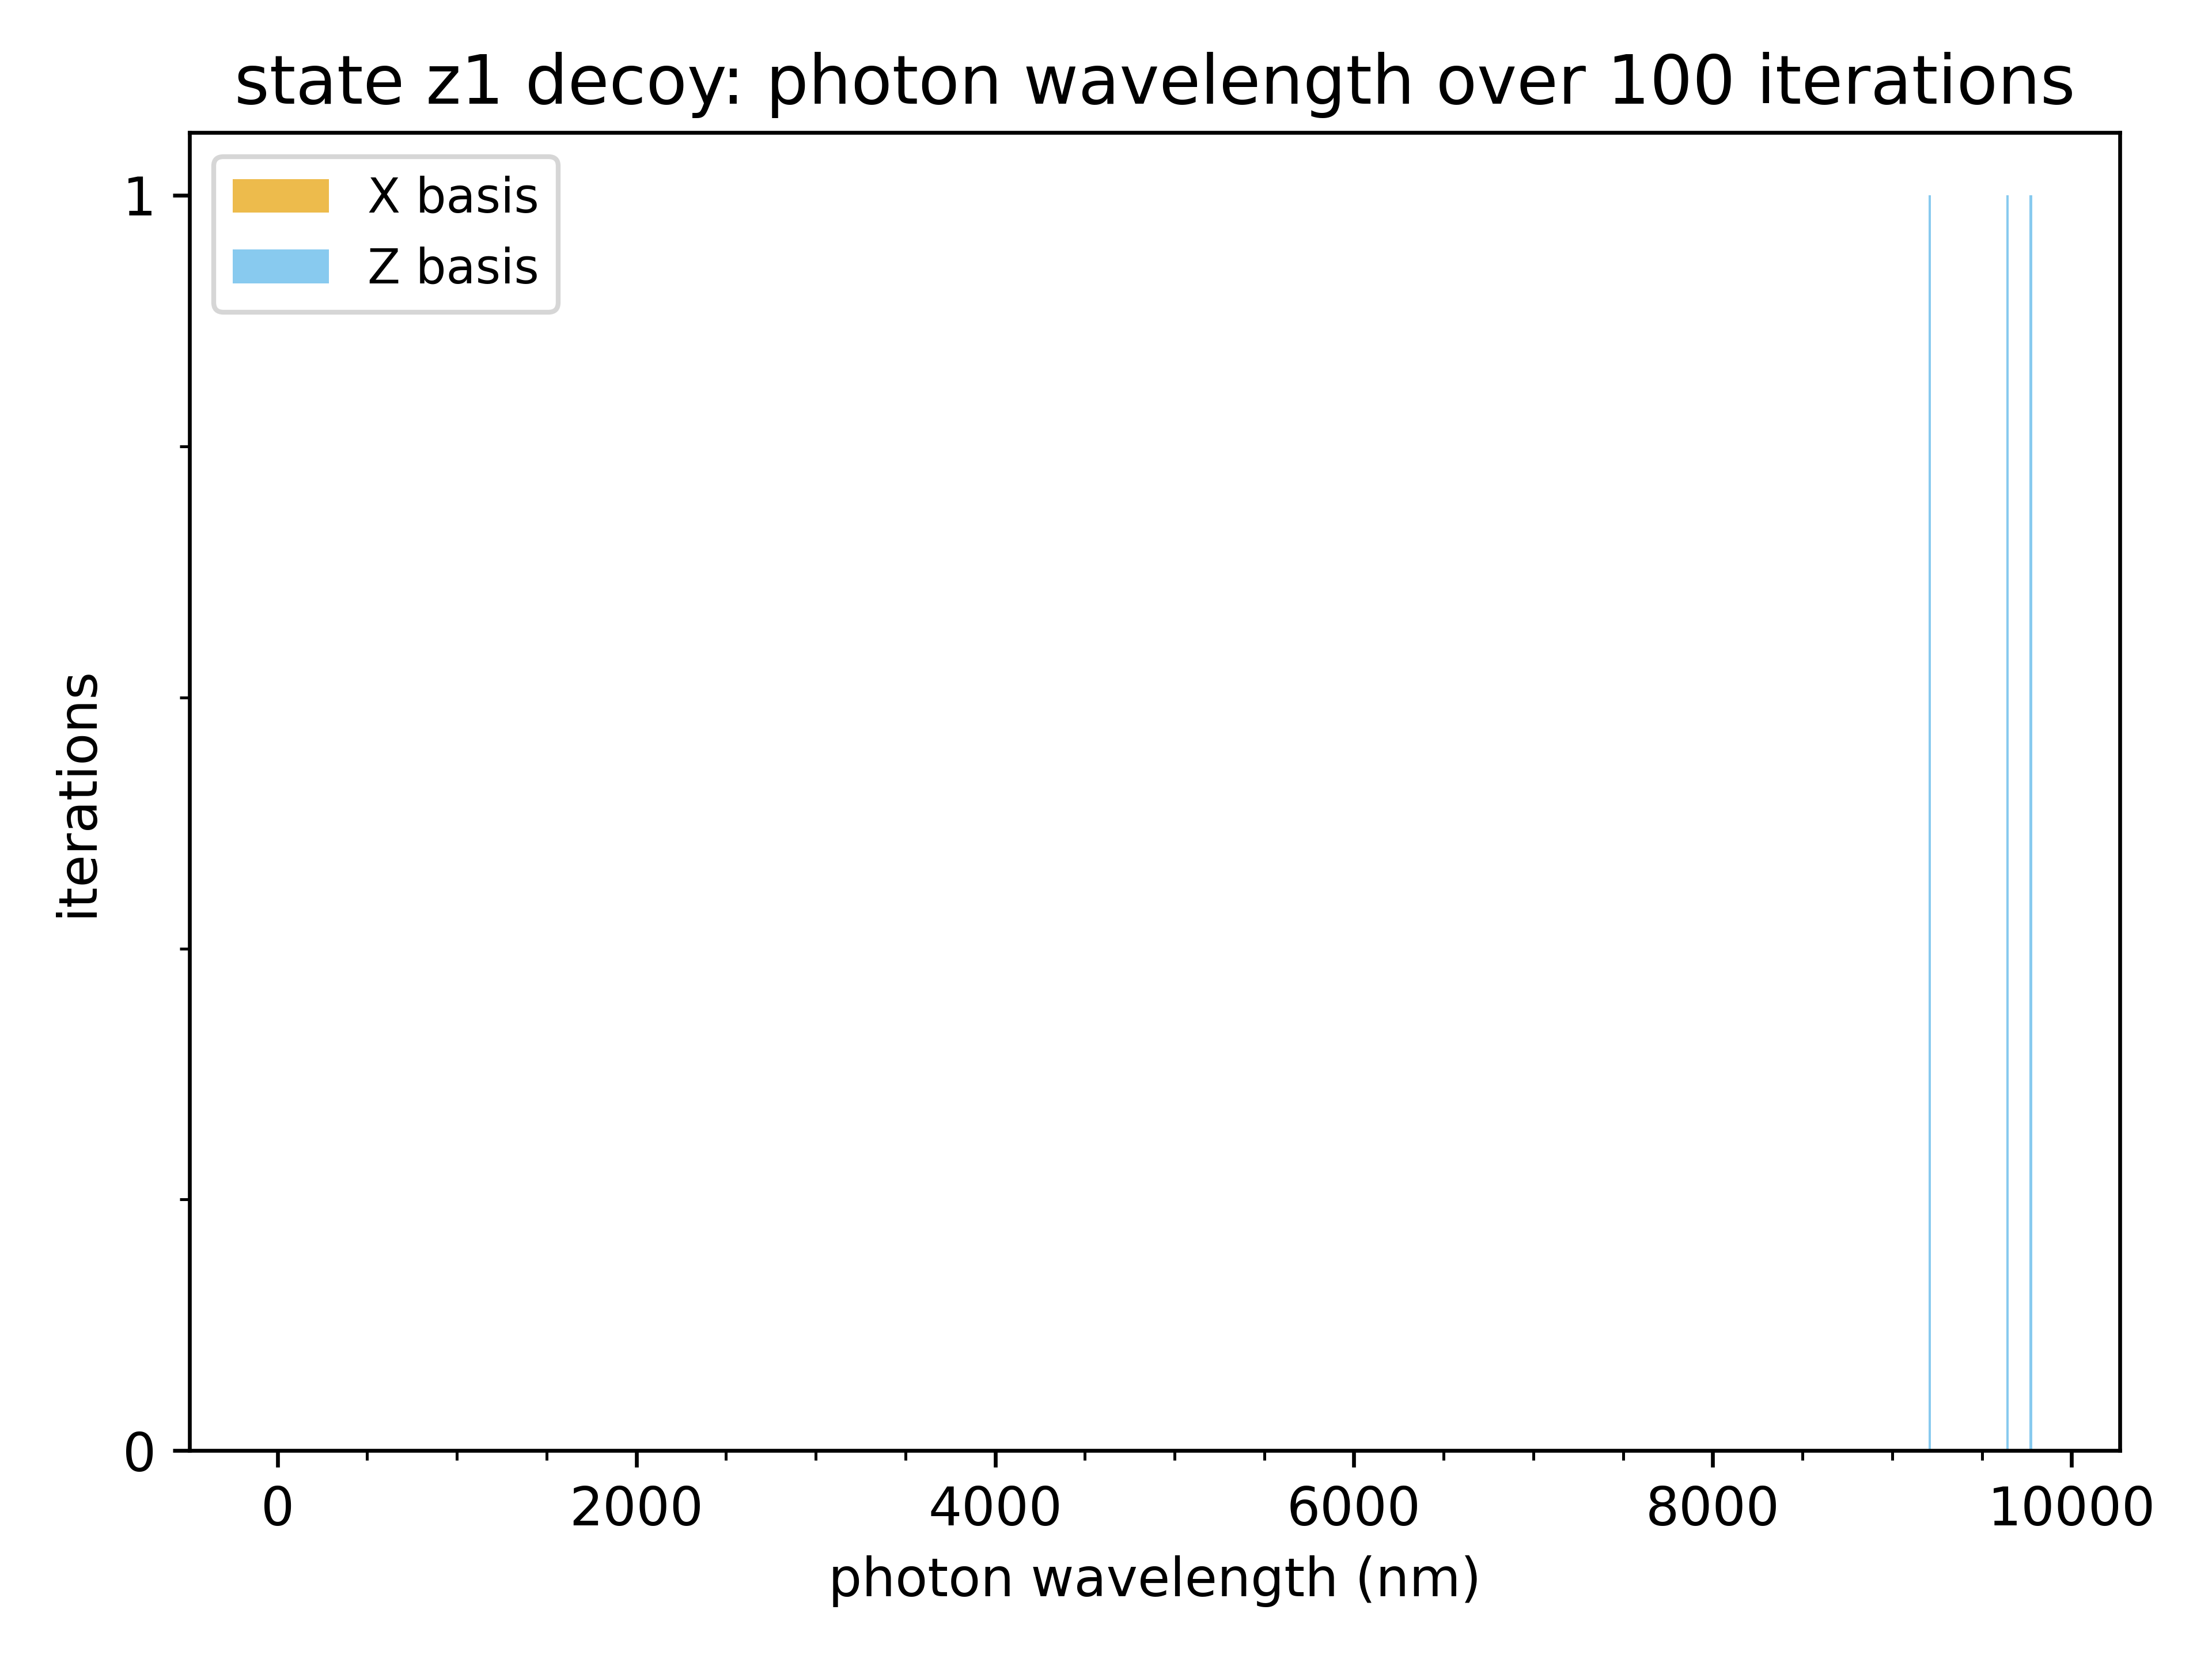 state z1 decoy: photon wavelength over 100 iterations
X basis
Z basis
1
0
iterations
0 2000 4000 6000 8000 10000
photon wavelength (nm)